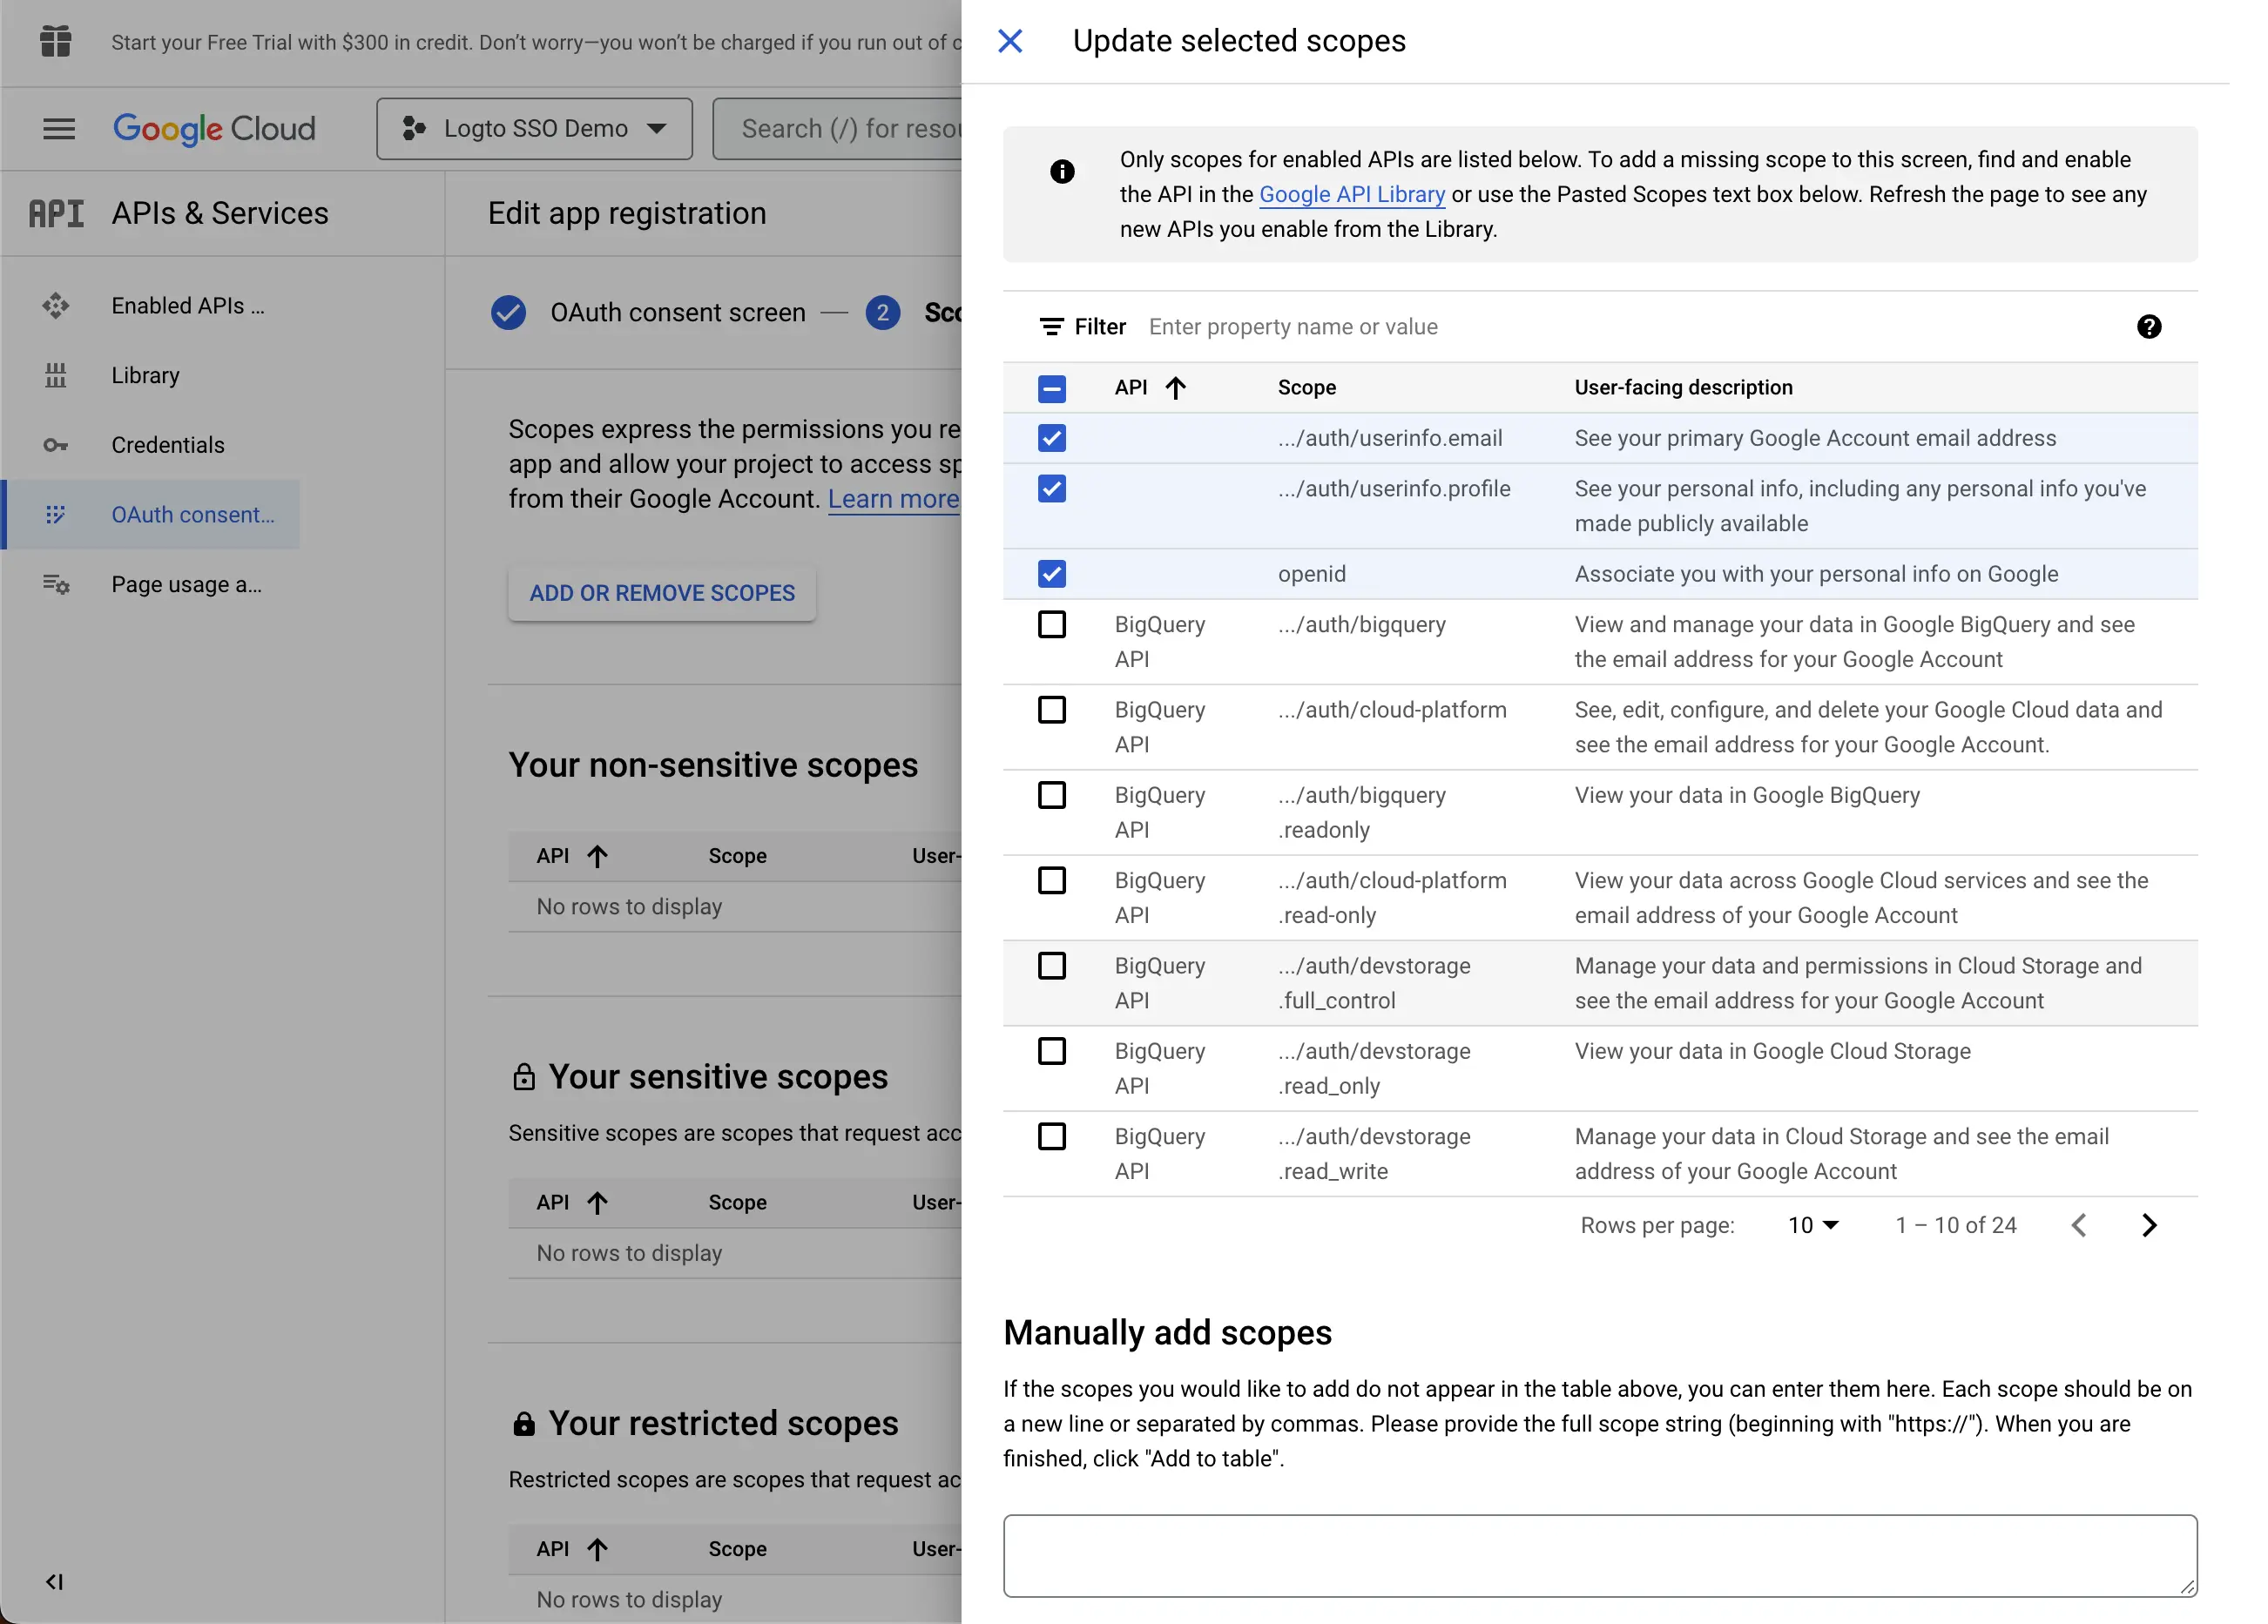 Start your Free Trial with $300 in credit. Don't worry—you won't be charged if you run out of c
Google Cloud
Logto SSO Demo
Search (/) for resou
API
APIs & Services
Enabled APIs ...
Library
Credentials
OAuth consent...
Page usage a...
Edit app registration
OAuth consent screen
2
Sco
Scopes express the permissions you re
app and allow your project to access sp
from their Google Account. Learn more
ADD OR REMOVE SCOPES
Your non-sensitive scopes
API Scope User-
No rows to display
Your sensitive scopes
Sensitive scopes are scopes that request acc
API Scope User-
No rows to display
Your restricted scopes
Restricted scopes are scopes that request ac
API Scope User-
No rows to display
Update selected scopes
Only scopes for enabled APIs are listed below. To add a missing scope to this screen, find and enable
the API in the Google API Library or use the Pasted Scopes text box below. Refresh the page to see any
new APIs you enable from the Library.
Filter Enter property name or value
API Scope User-facing description
.../auth/userinfo.email See your primary Google Account email address
.../auth/userinfo.profile See your personal info, including any personal info you've
made publicly available
openid Associate you with your personal info on Google
BigQuery .../auth/bigquery View and manage your data in Google BigQuery and see
API the email address for your Google Account
BigQuery .../auth/cloud-platform See, edit, configure, and delete your Google Cloud data and
API see the email address for your Google Account.
BigQuery .../auth/bigquery View your data in Google BigQuery
API .readonly
BigQuery .../auth/cloud-platform View your data across Google Cloud services and see the
API .read-only email address of your Google Account
BigQuery .../auth/devstorage Manage your data and permissions in Cloud Storage and
API .full_control see the email address for your Google Account
BigQuery .../auth/devstorage View your data in Google Cloud Storage
API .read_only
BigQuery .../auth/devstorage Manage your data in Cloud Storage and see the email
API .read_write address of your Google Account
Rows per page: 10 1 – 10 of 24
Manually add scopes
If the scopes you would like to add do not appear in the table above, you can enter them here. Each scope should be on
a new line or separated by commas. Please provide the full scope string (beginning with "https://"). When you are
finished, click "Add to table".